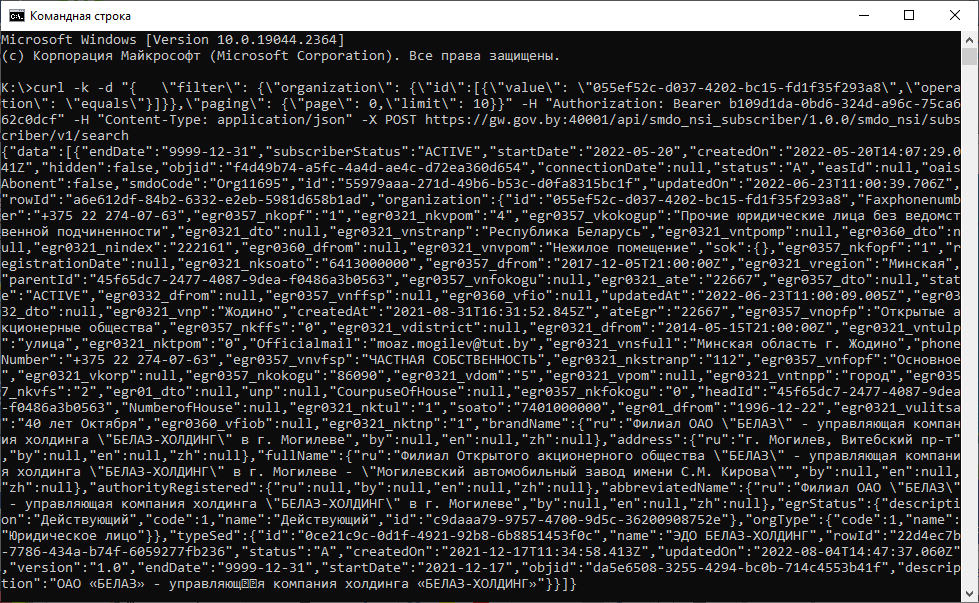 Командная строка
Microsoft Windows [Version 10.0.19044.2364]
(c) Корпорация Майкрософт (Microsoft Corporation). Все права защищены.
K:\>curl -k -d "{   \"filter\": {\"organization\": {\"id\":[{\"value\": \"055ef52c-d037-4202-bc15-fd1f35f293a8\",\"opera
tion\": \"equals\"}]}},\"paging\": {\"page\": 0,\"limit\": 10}}" -H "Authorization: Bearer b109d1da-0bd6-324d-a96c-75ca6
62c0dcf" -H "Content-Type: application/json" -X POST https://gw.gov.by:40001/api/smdo_nsi_subscriber/1.0.0/smdo_nsi/subs
criber/v1/search
{"data":[{"endDate":"9999-12-31","subscriberStatus":"ACTIVE","startDate":"2022-05-20","createdOn":"2022-05-20T14:07:29.0
41Z","hidden":false,"objid":"f4d49b74-a5fc-4a4d-ae4c-d72ea360d654","connectionDate":null,"status":"A","easId":null,"oais
Abonent":false,"smdoCode":"Org11695","id":"55979aaa-271d-49b6-b53c-d0fa8315bc1f","updatedOn":"2022-06-23T11:00:39.706Z",
"rowId":"a6e612df-84b2-6332-e2eb-5981d658b1ad","organization":{"id":"055ef52c-d037-4202-bc15-fd1f35f293a8","Faxphonenumb
er":"+375 22 274-07-63","egr0357_nkopf":"1","egr0321_nkvpom":"4","egr0357_vkokogup":"Прочие юридические лица без ведомст
венной подчиненности","egr0321_dto":null,"egr0321_vnstranp":"Республика Беларусь","egr0321_vntpomp":null,"egr0360_dto":n
ull,"egr0321_nindex":"222161","egr0360_dfrom":null,"egr0321_vnvpom":"Нежилое помещение","sok":{},"egr0357_nkfopf":"1","r
egistrationDate":null,"egr0321_nksoato":"6413000000","egr0357_dfrom":"2017-12-05T21:00:00Z","egr0321_vregion":"Минская",
"parentId":"45f65dc7-2477-4087-9dea-f0486a3b0563","egr0357_vnfokogu":null,"egr0321_ate":"22667","egr0357_dto":null,"stat
e":"ACTIVE","egr0332_dfrom":null,"egr0357_vnffsp":null,"egr0360_vfio":null,"updatedAt":"2022-06-23T11:00:09.005Z","egr03
32_dto":null,"egr0321_vnp":"Жодино","createdAt":"2021-08-31T16:31:52.845Z","ateEgr":"22667","egr0357_vnopfp":"Открытые а
кционерные общества","egr0357_nkffs":"0","egr0321_vdistrict":null,"egr0321_dfrom":"2014-05-15T21:00:00Z","egr0321_vntulp
":"улица","egr0321_nktpom":"0","Officialmail":"moaz.mogilev@tut.by","egr0321_vnsfull":"Минская область г. Жодино","phone
Number":"+375 22 274-07-63","egr0357_vnvfsp":"ЧАСТНАЯ СОБСТВЕННОСТЬ","egr0321_nkstranp":"112","egr0357_vnfopf":"Основное
","egr0321_vkorp":null,"egr0357_nkokogu":"86090","egr0321_vdom":"5","egr0321_vpom":null,"egr0321_vntnpp":"город","egr035
7_nkvfs":"2","egr01_dto":null,"unp":null,"CourpuseOfHouse":null,"egr0357_nkfokogu":"0","headId":"45f65dc7-2477-4087-9dea
-f0486a3b0563","NumberofHouse":null,"egr0321_nktul":"1","soato":"7401000000","egr01_dfrom":"1996-12-22","egr0321_vulitsa
":"40 лет Октября","egr0360_vfiob":null,"egr0321_nktnp":"1","brandName":{"ru":"Филиал ОАО \"БЕЛАЗ\" - управляющая компан
ия холдинга \"БЕЛАЗ-ХОЛДИНГ\" в г. Могилеве","by":null,"en":null,"zh":null},"address":{"ru":"г. Могилев, Витебский пр-т"
,"by":null,"en":null,"zh":null},"fullName":{"ru":"Филиал Открытого акционерного общества \"БЕЛАЗ\" - управляющая компани
я холдинга \"БЕЛАЗ-ХОЛДИНГ\" в г. Могилеве - \"Могилевский автомобильный завод имени С.М. Кирова\"","by":null,"en":null,
"zh":null},"authorityRegistered":{"ru":null,"by":null,"en":null,"zh":null},"abbreviatedName":{"ru":"Филиал ОАО \"БЕЛАЗ\"
 - управляющая компания холдинга \"БЕЛАЗ-ХОЛДИНГ\" в г. Могилеве","by":null,"en":null,"zh":null},"egrStatus":{"descripti
on":"Действующий","code":1,"name":"Действующий","id":"c9daaa79-9757-4700-9d5c-36200908752e"},"orgType":{"code":1,"name":
"Юридическое лицо"}},"typeSed":{"id":"0ce21c9c-0d1f-4921-92b8-6b8851453f0c","name":"ЭДО БЕЛАЗ-ХОЛДИНГ","rowId":"22d4ec7b
-7786-434a-b74f-6059277fb236","status":"A","createdOn":"2021-12-17T11:34:58.413Z","updatedOn":"2022-08-04T14:47:37.060Z"
,"version":"1.0","endDate":"9999-12-31","startDate":"2021-12-17","objid":"da5e6508-3255-4294-bc0b-714c4553b41f","descrip
tion":"ОАО «БЕЛАЗ» - управляющ��я компания холдинга «БЕЛАЗ-ХОЛДИНГ»"}}]}